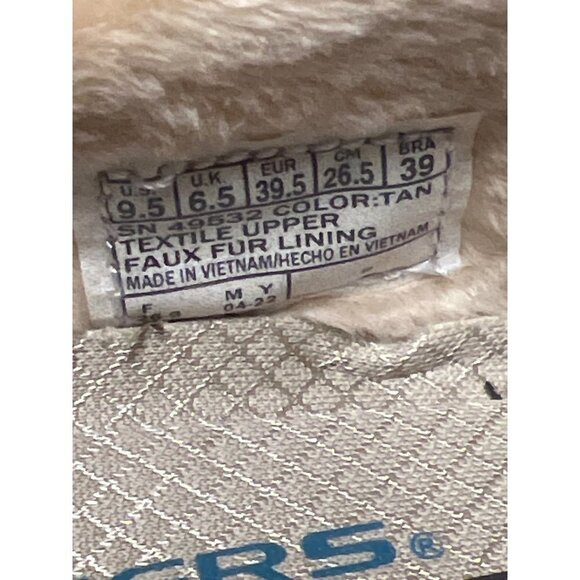 U.S. U.K. EUR CM BRA
9.5 6.5 39.5 26.5 39
SN 49532 COLOR:TAN
TEXTILE UPPER
FAUX FUR LINING
MADE IN VIETNAM/HECHO EN VIETNAM
F M Y
04-22
ERS®